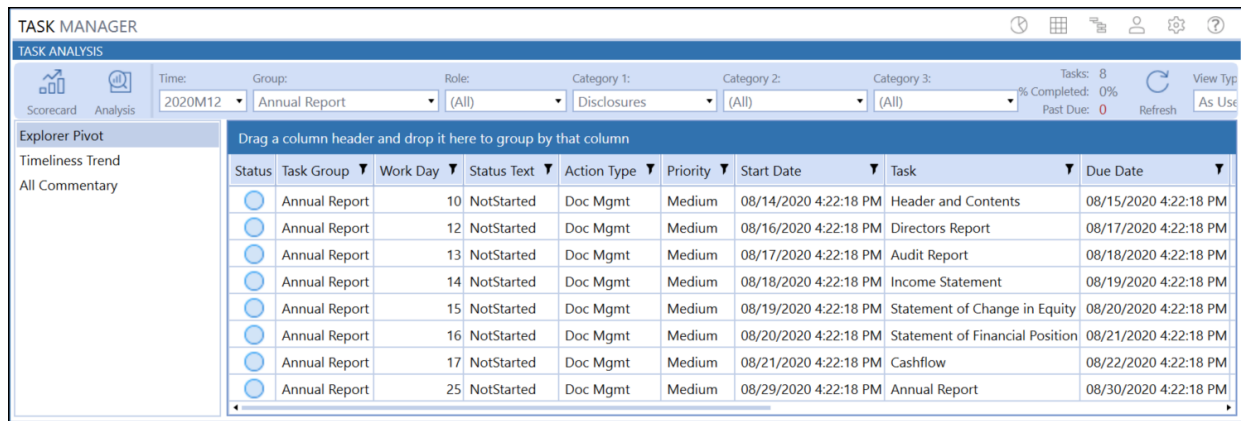 TASK MANAGER
TASK ANALYSIS
Scorecard
Analysis
Time:
2020M12
Group:
Annual Report
Role:
(All)
Category 1:
Disclosures
Category 2:
(All)
Category 3:
(All)
Tasks: 8
% Completed: 0%
Past Due: 0
Refresh
View Typ
As Use
Explorer Pivot
Timeliness Trend
All Commentary
Drag a column header and drop it here to group by that column
Status Task Group Work Day Status Text Action Type Priority Start Date Task Due Date
Annual Report 10 NotStarted Doc Mgmt Medium 08/14/2020 4:22:18 PM Header and Contents 08/15/2020 4:22:18 PM
Annual Report 12 NotStarted Doc Mgmt Medium 08/16/2020 4:22:18 PM Directors Report 08/17/2020 4:22:18 PM
Annual Report 13 NotStarted Doc Mgmt Medium 08/17/2020 4:22:18 PM Audit Report 08/18/2020 4:22:18 PM
Annual Report 14 NotStarted Doc Mgmt Medium 08/18/2020 4:22:18 PM Income Statement 08/19/2020 4:22:18 PM
Annual Report 15 NotStarted Doc Mgmt Medium 08/19/2020 4:22:18 PM Statement of Change in Equity 08/20/2020 4:22:18 PM
Annual Report 16 NotStarted Doc Mgmt Medium 08/20/2020 4:22:18 PM Statement of Financial Position 08/21/2020 4:22:18 PM
Annual Report 17 NotStarted Doc Mgmt Medium 08/21/2020 4:22:18 PM Cashflow 08/22/2020 4:22:18 PM
Annual Report 25 NotStarted Doc Mgmt Medium 08/29/2020 4:22:18 PM Annual Report 08/30/2020 4:22:18 PM